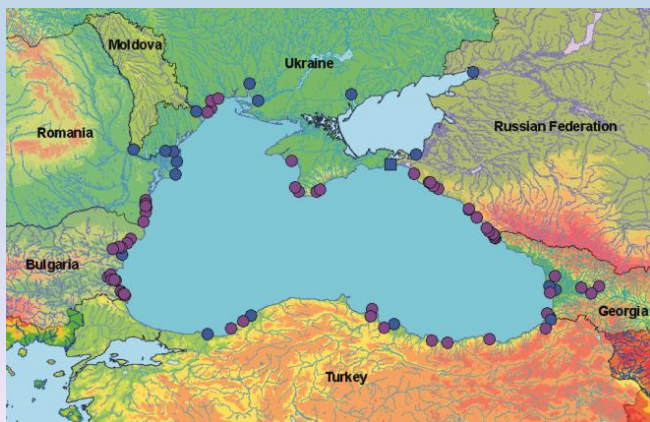 Moldova
Ukraine
Romania
Russian Federation
Bulgaria
Georgia
Turkey